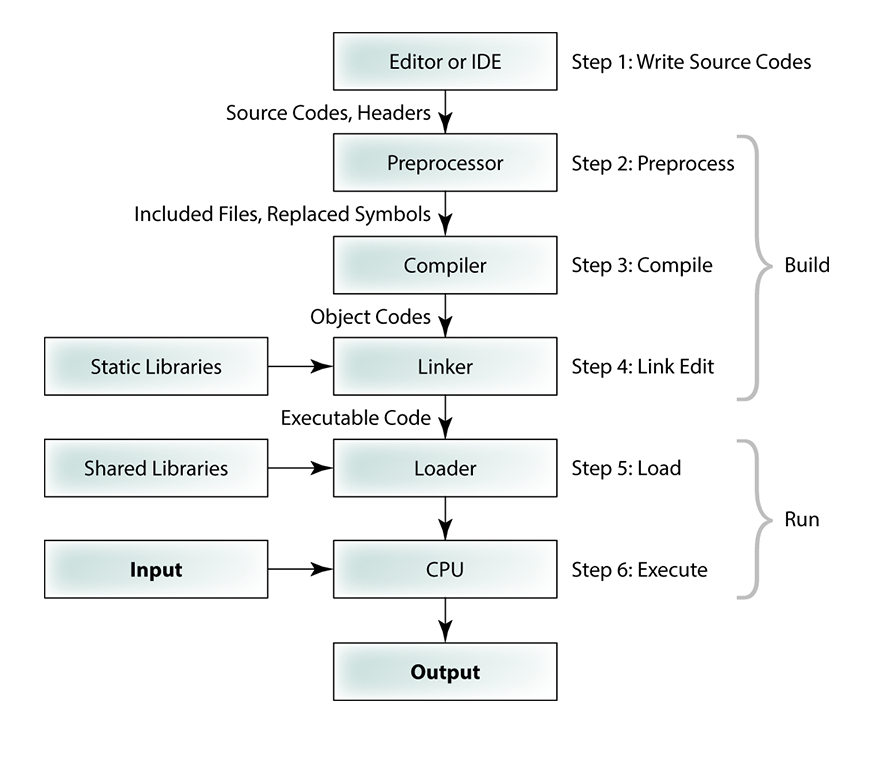 Editor or IDE
Step 1: Write Source Codes
Source Codes, Headers
Preprocessor
Step 2: Preprocess
Included Files, Replaced Symbols
Compiler
Step 3: Compile
Build
Object Codes
Static Libraries
Linker
Step 4: Link Edit
Executable Code
Shared Libraries
Loader
Step 5: Load
Run
Input
CPU
Step 6: Execute
Output